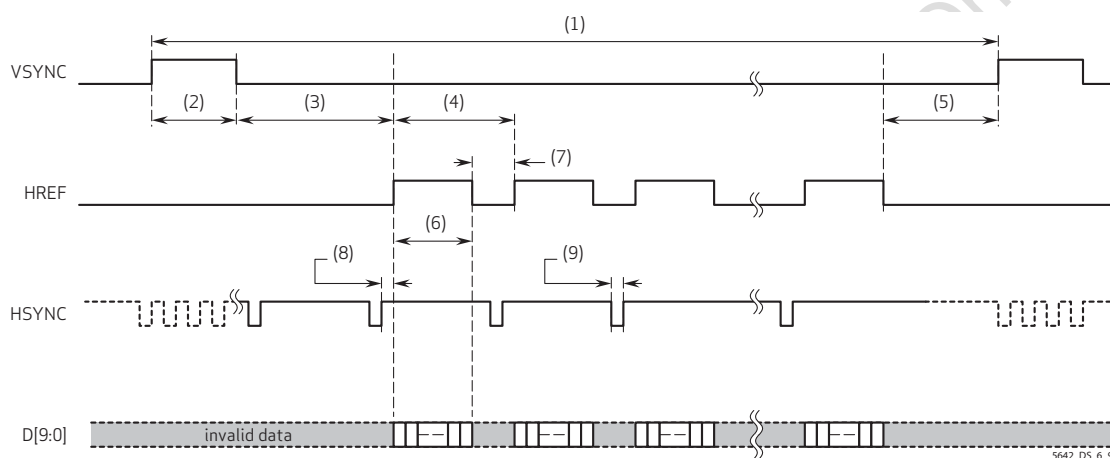 (1)
VSYNC
(2)
(3)
(4)
(5)
(7)
HREF
(6)
(8)
(9)
HSYNC
D[9:0]
invalid data